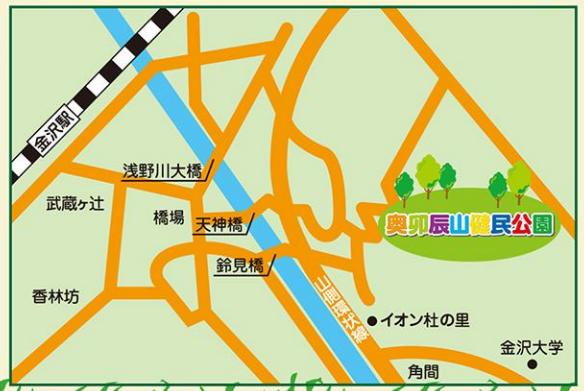 金沢駅
浅野川大橋
武蔵ヶ辻
橋場
天神橋
奥卯辰山健民公園
鈴見橋
山側環状線
香林坊
イオン杜の里
金沢大学
角間